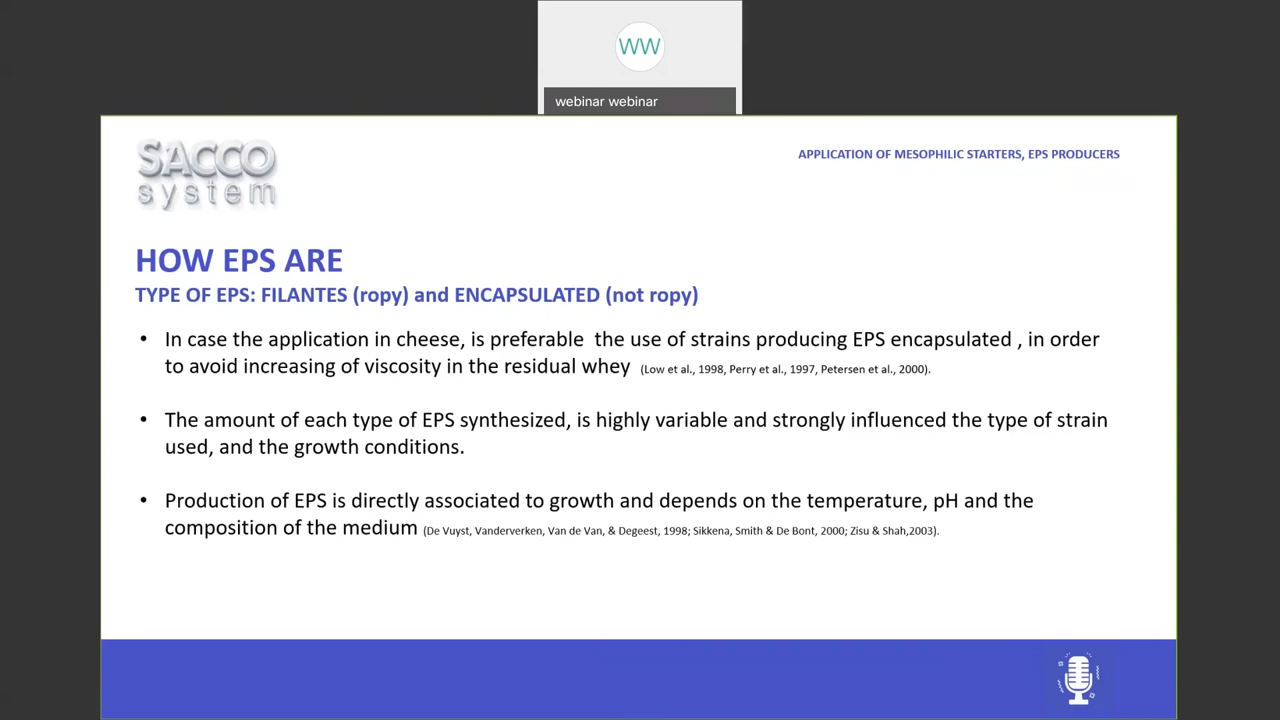 WW
webinar webinar
SACCO
system
APPLICATION OF MESOPHILIC STARTERS, EPS PRODUCERS
HOW EPS ARE
TYPE OF EPS: FILANTES (ropy) and ENCAPSULATED (not ropy)
• In case the application in cheese, is preferable the use of strains producing EPS encapsulated , in order
to avoid increasing of viscosity in the residual whey (Low et al., 1998, Perry et al., 1997, Petersen et al., 2000).
• The amount of each type of EPS synthesized, is highly variable and strongly influenced the type of strain
used, and the growth conditions.
• Production of EPS is directly associated to growth and depends on the temperature, pH and the
composition of the medium (De Vuyst, Vanderverken, Van de Van, & Degeest, 1998; Sikkena, Smith & De Bont, 2000; Zisu & Shah,2003).